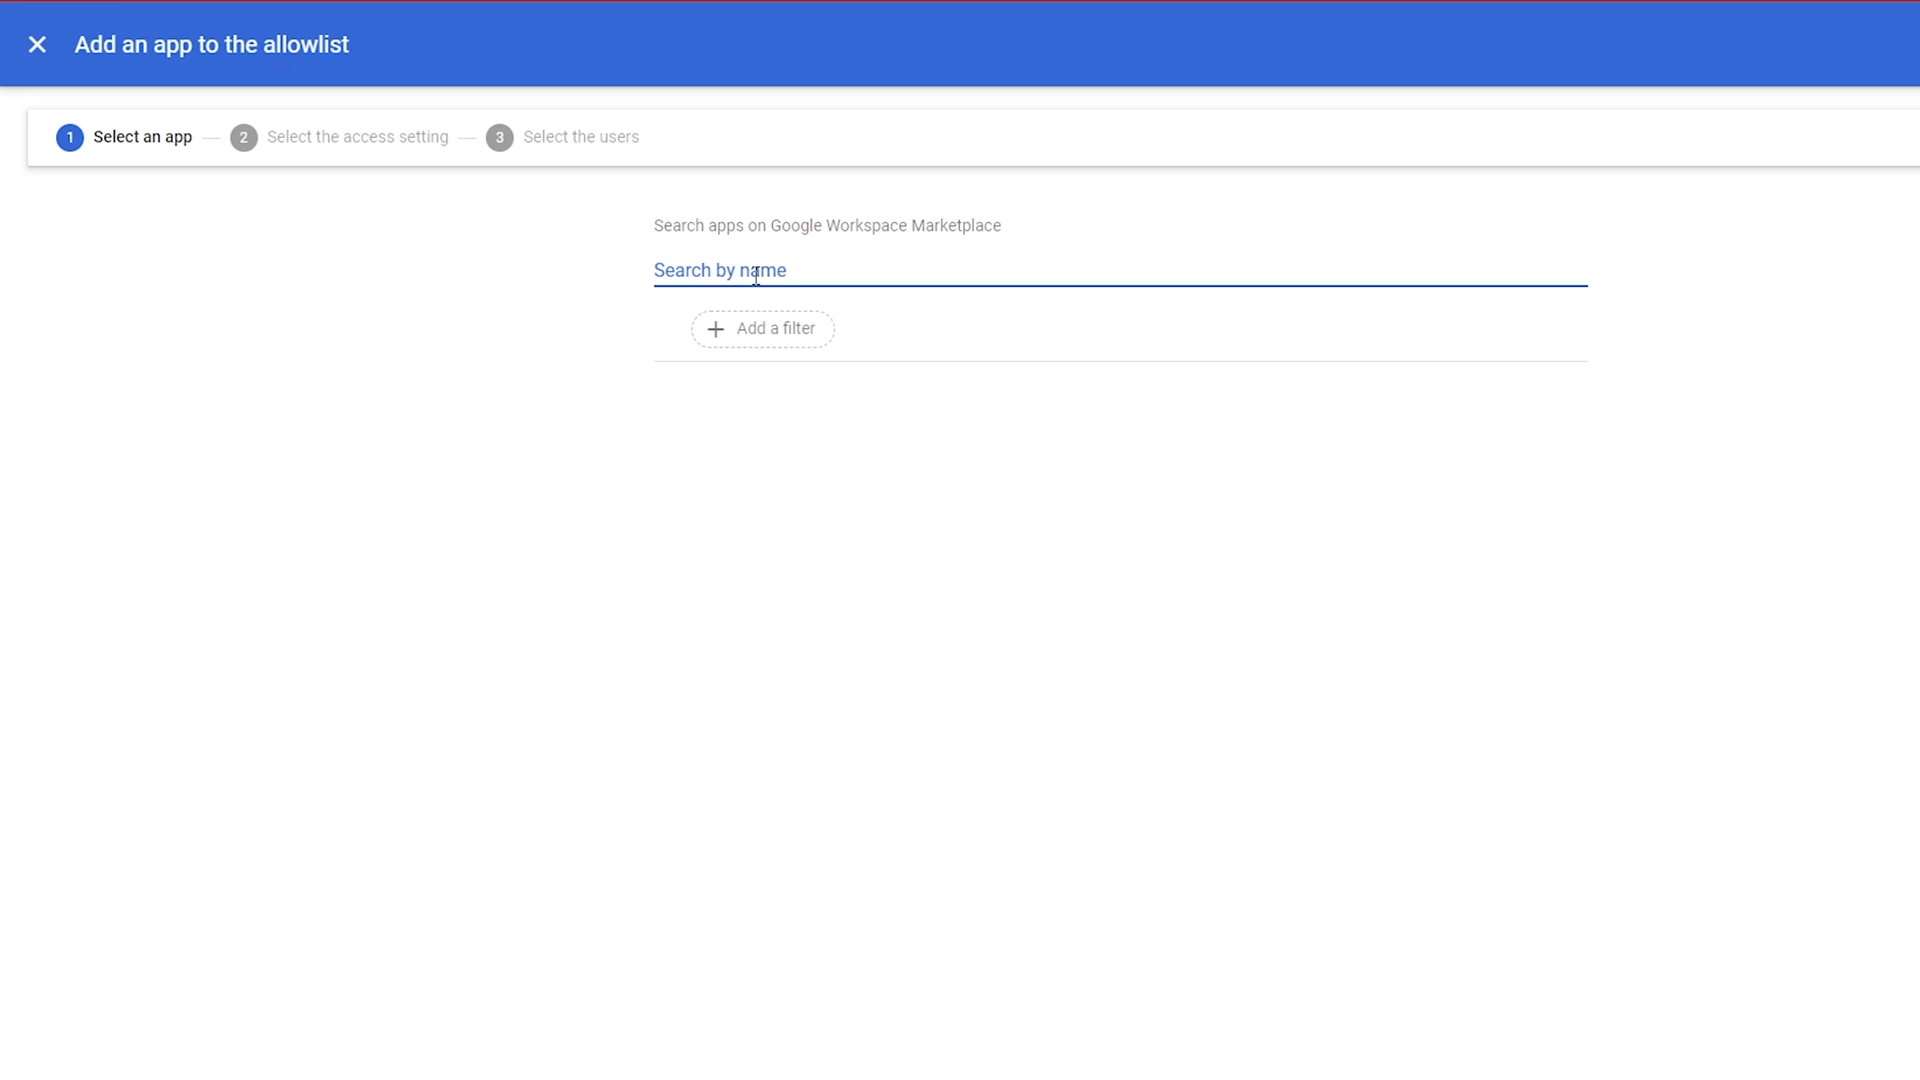 Add an app to the allowlist
1 Select an app 2 Select the access setting 3 Select the users
Search apps on Google Workspace Marketplace
Search by name
Add a filter